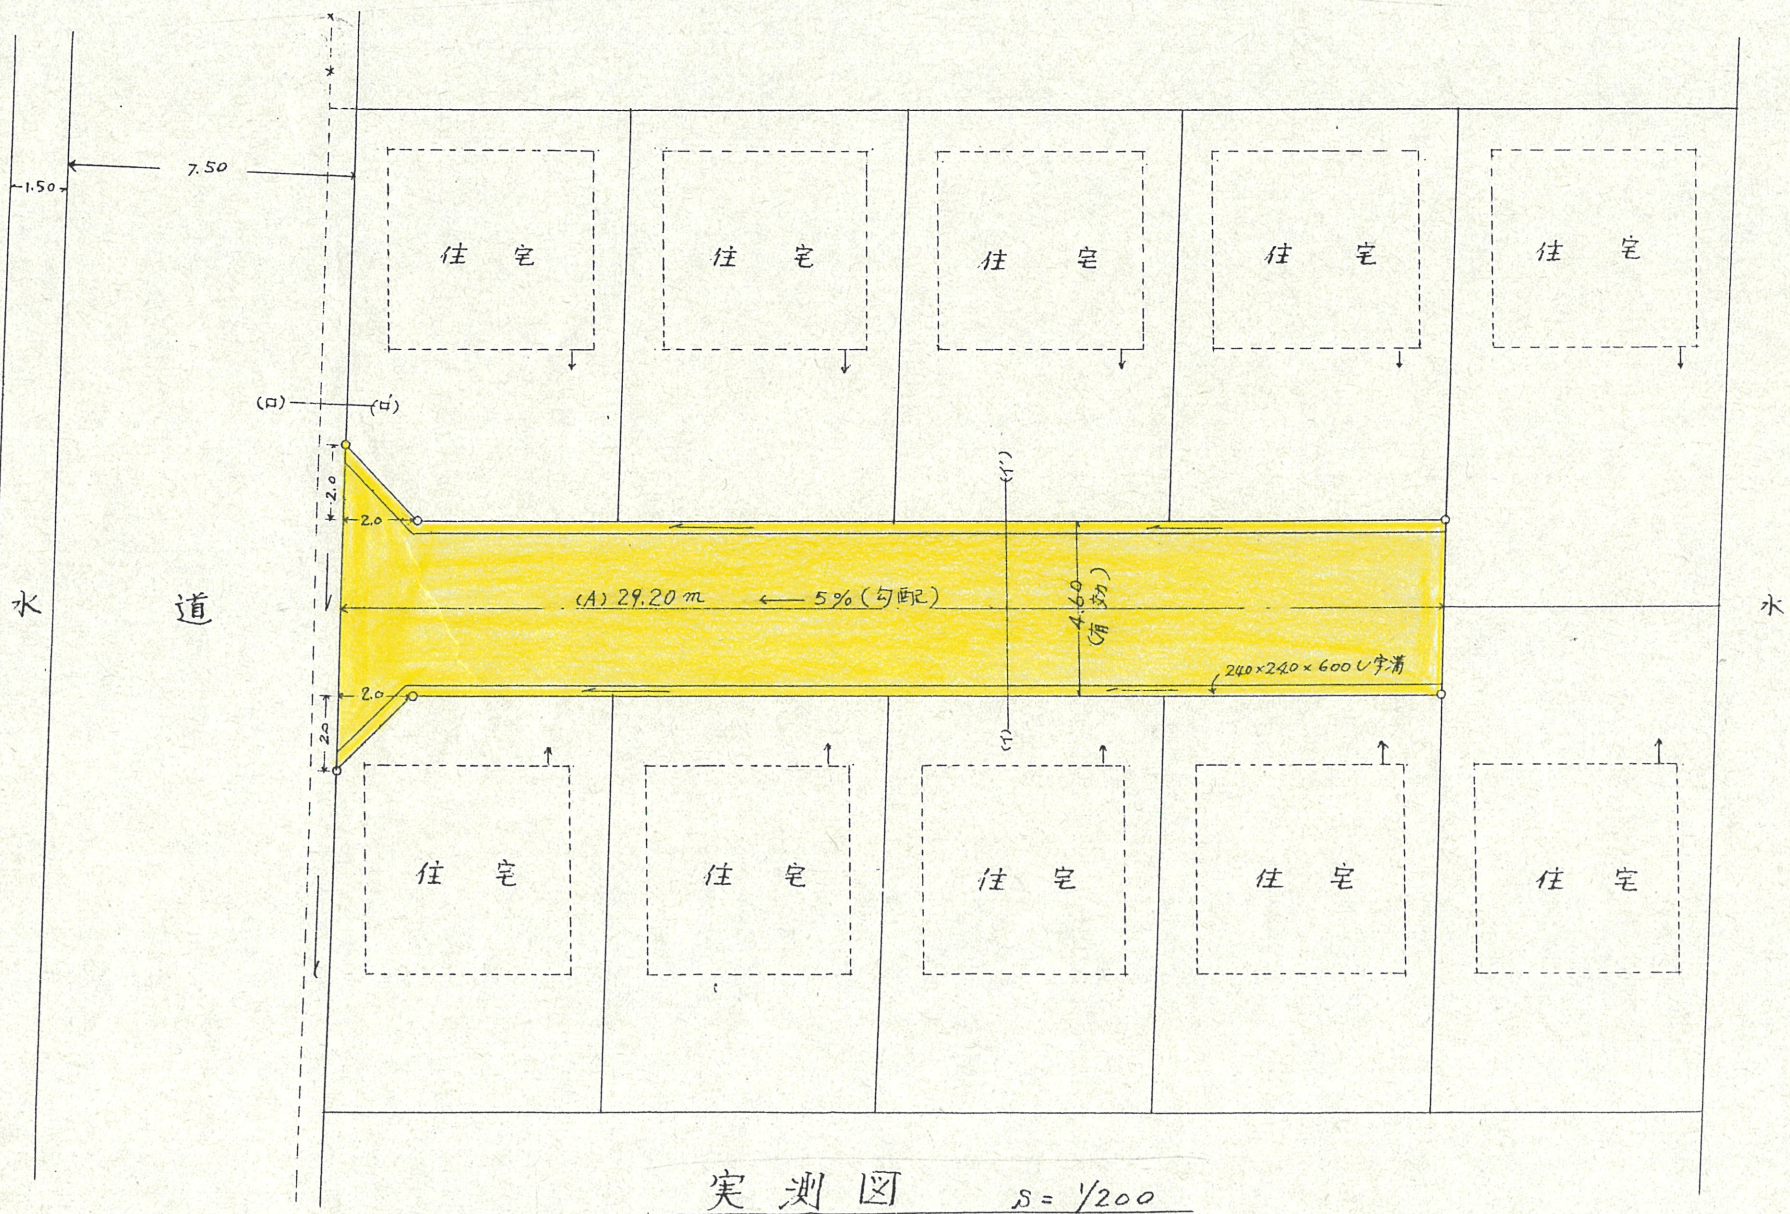 7.50
1.50
住 宅
住 宅
住 宅
住 宅
住 宅
(ロ)
(ロ')
(イ')
2.0
2.0
(A) 29.20 m ← 5% (勾配)
4.60
(有効)
水
道
水
240×240×600 U字溝
2.0
2.0
(イ)
住 宅
住 宅
住 宅
住 宅
住 宅
実 測 図 S = 1/200